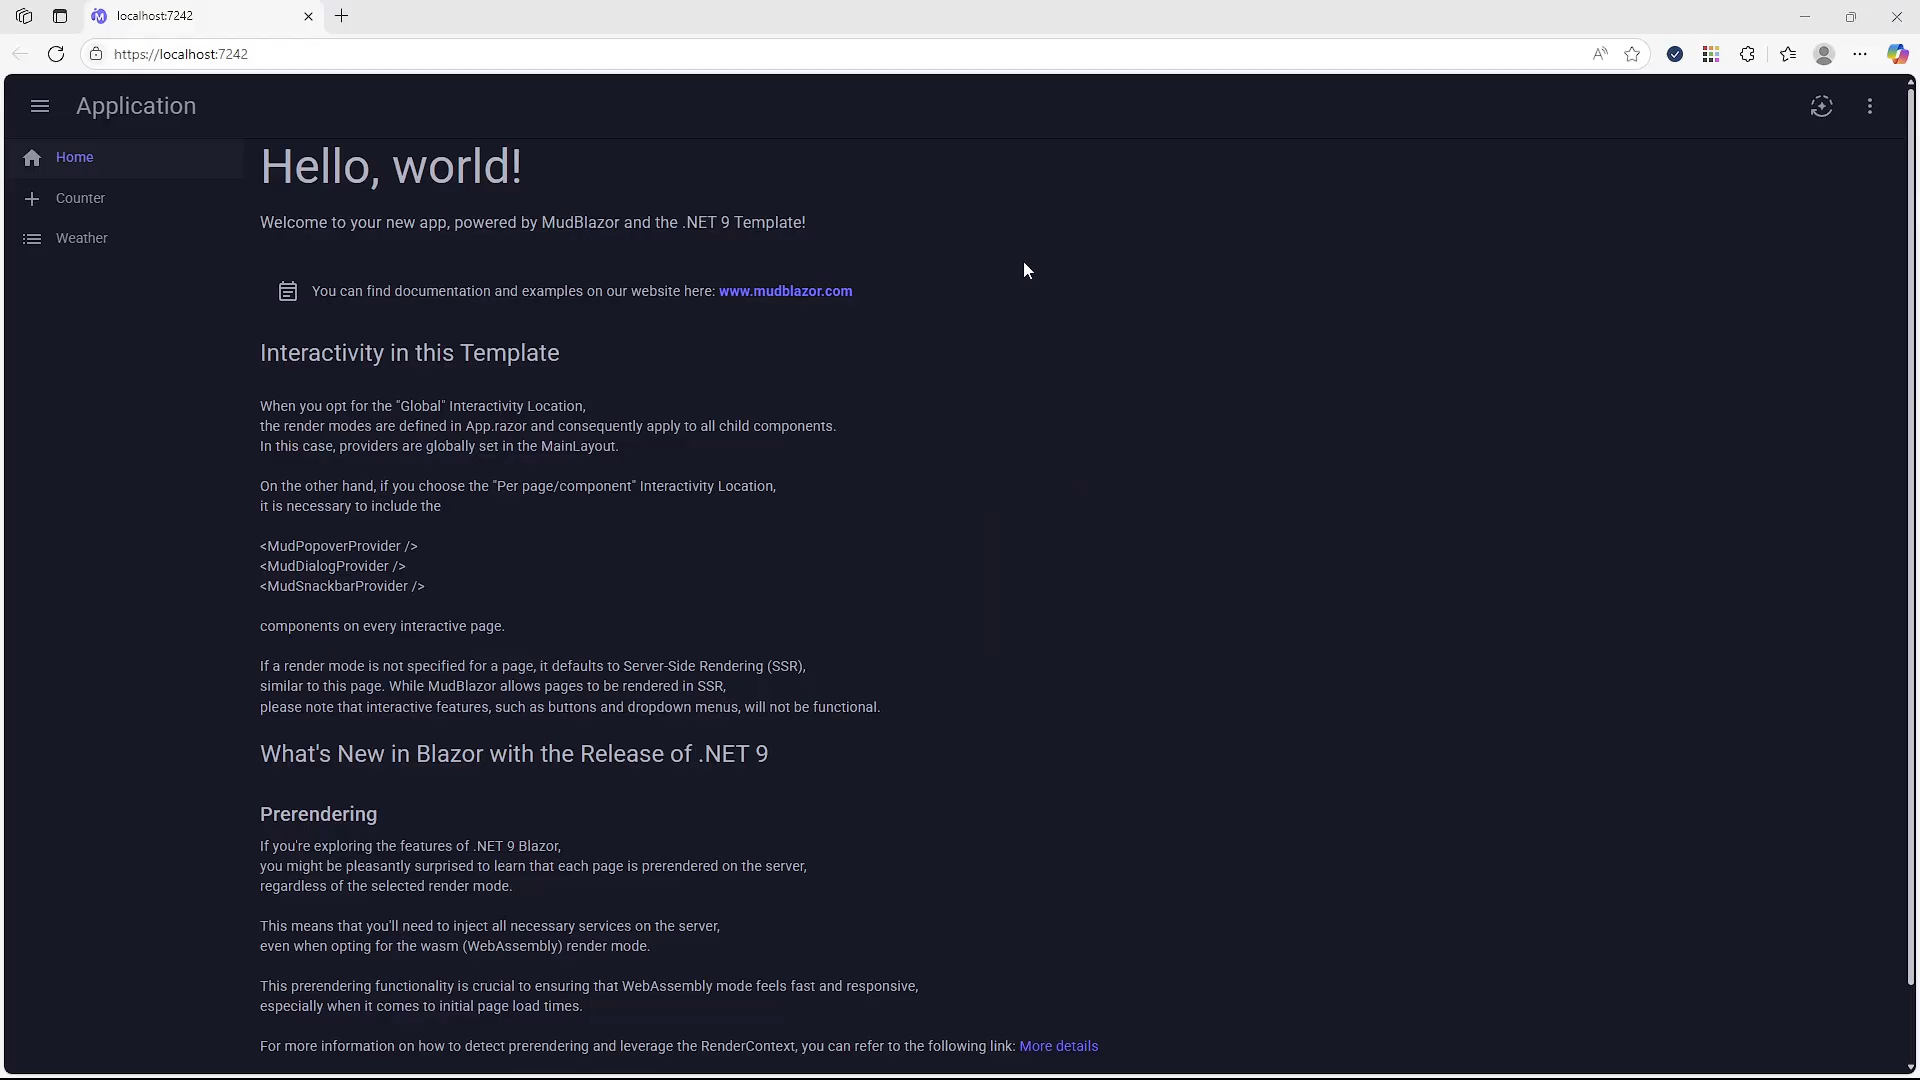 localhost:7242
https://localhost:7242
Application
Home
Counter
Weather
Hello, world!
Welcome to your new app, powered by MudBlazor and the .NET 9 Template!
You can find documentation and examples on our website here: www.mudblazor.com
Interactivity in this Template
When you opt for the "Global" Interactivity Location,
the render modes are defined in App.razor and consequently apply to all child components.
In this case, providers are globally set in the MainLayout.
On the other hand, if you choose the "Per page/component" Interactivity Location,
it is necessary to include the
<MudPopoverProvider />
<MudDialogProvider />
<MudSnackbarProvider />
components on every interactive page.
If a render mode is not specified for a page, it defaults to Server-Side Rendering (SSR),
similar to this page. While MudBlazor allows pages to be rendered in SSR,
please note that interactive features, such as buttons and dropdown menus, will not be functional.
What's New in Blazor with the Release of .NET 9
Prerendering
If you're exploring the features of .NET 9 Blazor,
you might be pleasantly surprised to learn that each page is prerendered on the server,
regardless of the selected render mode.
This means that you'll need to inject all necessary services on the server,
even when opting for the wasm (WebAssembly) render mode.
This prerendering functionality is crucial to ensuring that WebAssembly mode feels fast and responsive,
especially when it comes to initial page load times.
For more information on how to detect prerendering and leverage the RenderContext, you can refer to the following link: More details